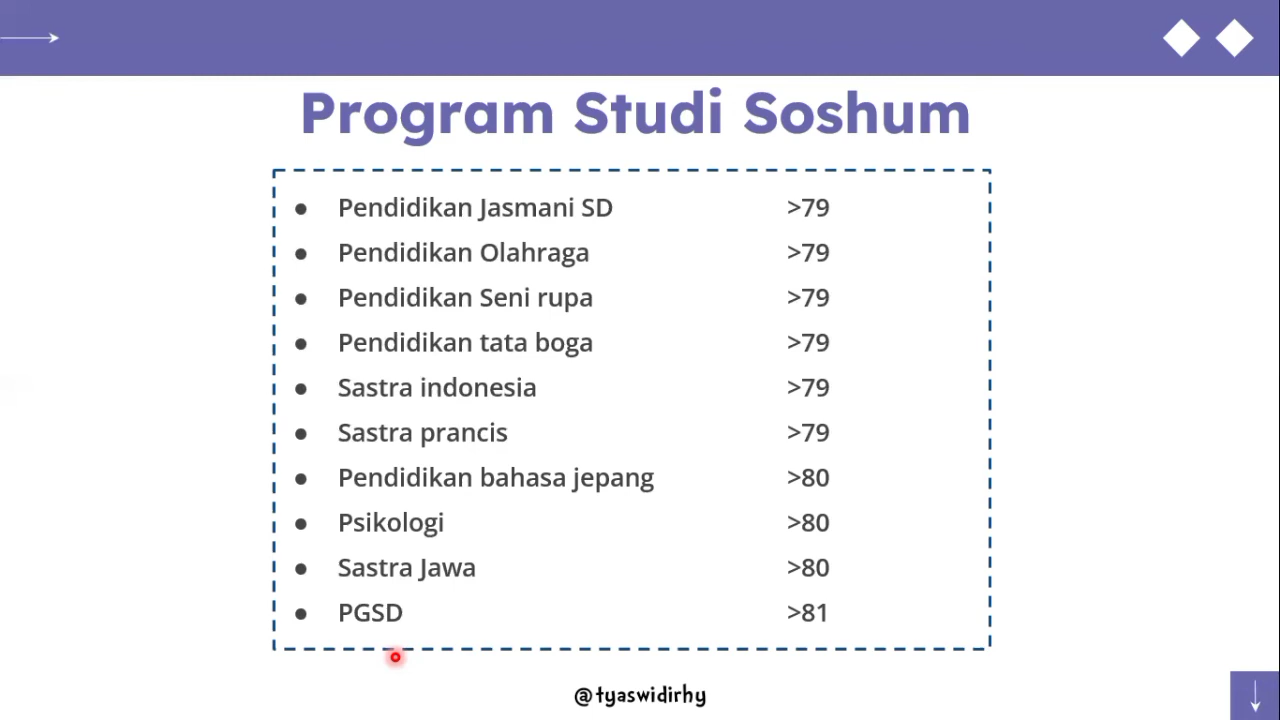 Program Studi Soshum
● Pendidikan Jasmani SD >79
● Pendidikan Olahraga >79
● Pendidikan Seni rupa >79
● Pendidikan tata boga >79
● Sastra indonesia >79
● Sastra prancis >79
● Pendidikan bahasa jepang >80
● Psikologi >80
● Sastra Jawa >80
● PGSD >81
@tyaswidirhy